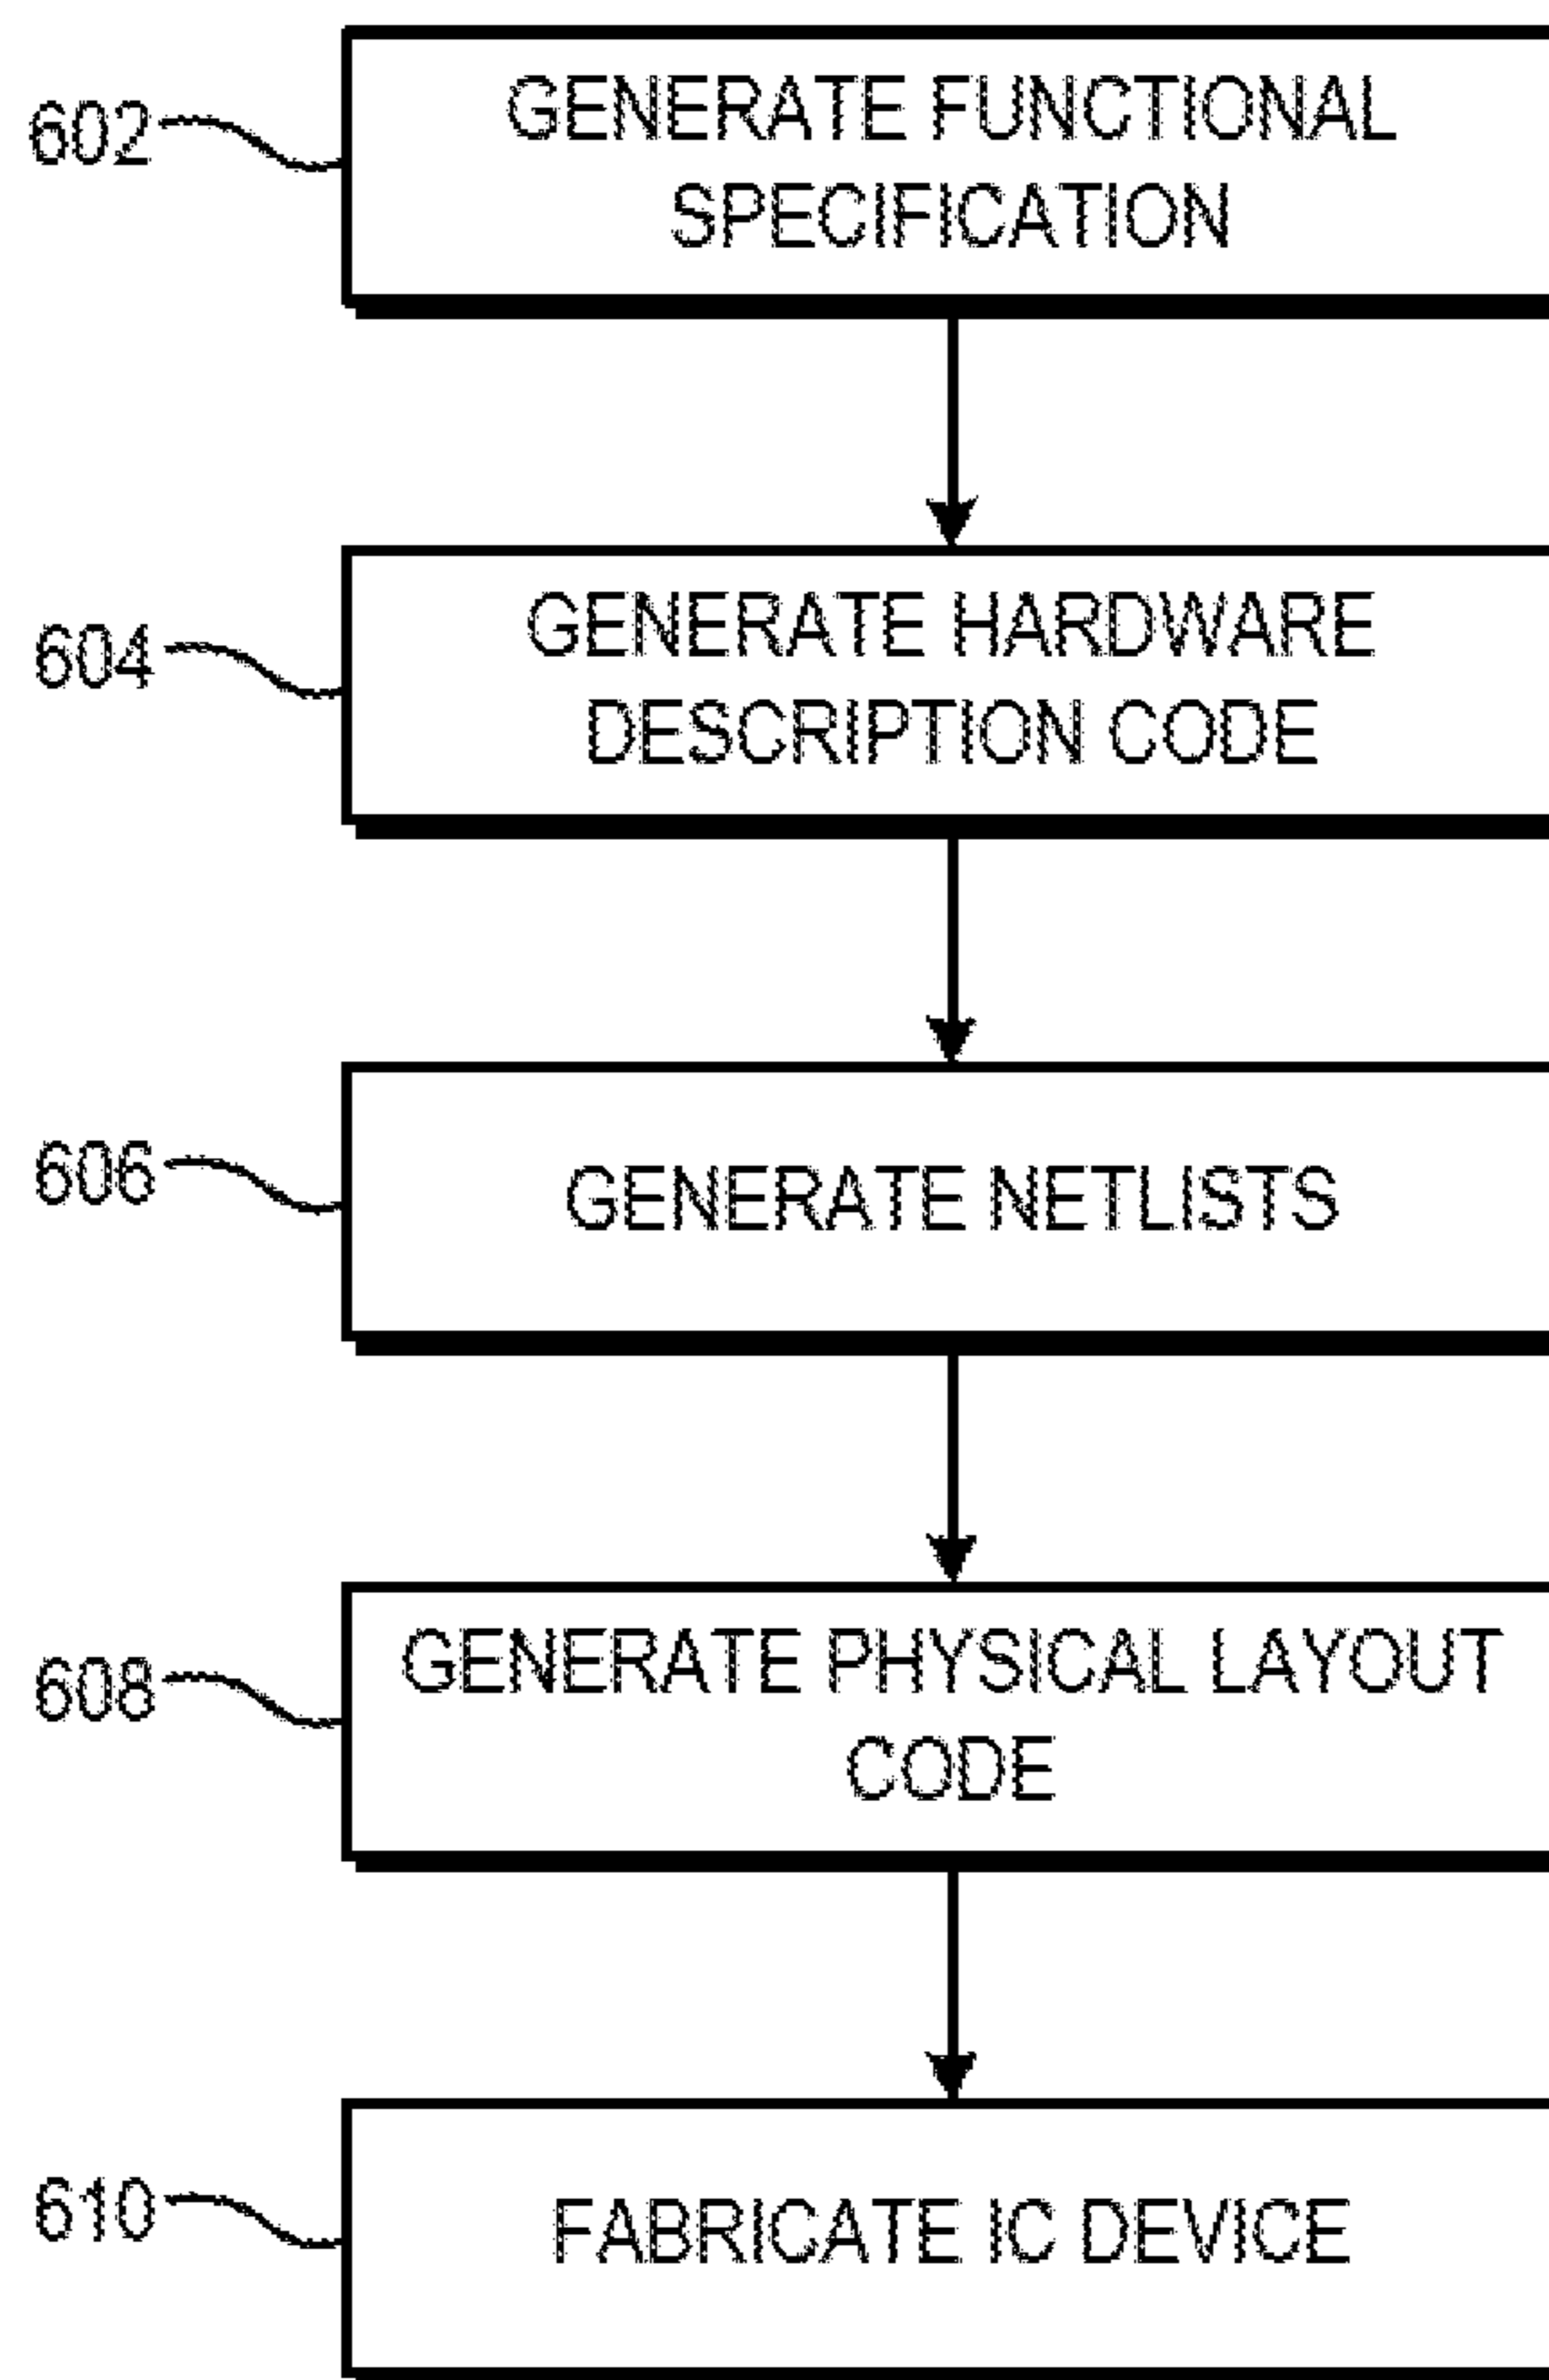 602
GENERATE FUNCTIONAL
SPECIFICATION
604
GENERATE HARDWARE
DESCRIPTION CODE
606
GENERATE NETLISTS
608
GENERATE PHYSICAL LAYOUT
CODE
610
FABRICATE IC DEVICE